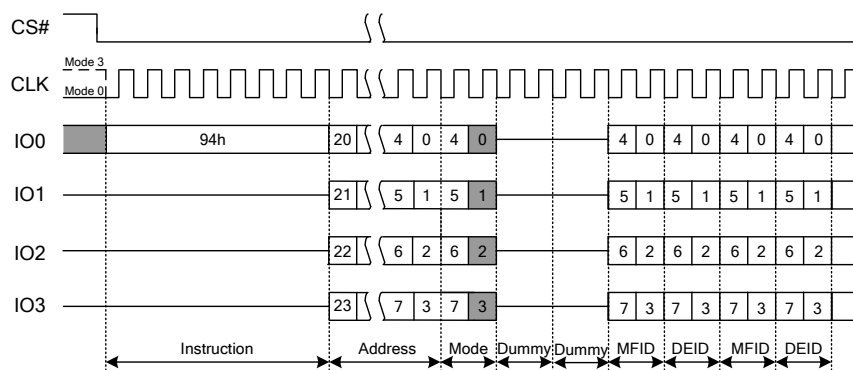 CS#
Mode 3
CLK
Mode 0
IO0 94h 20 4 0 4 0 4 0 4 0 4 0 4 0
IO1 21 5 1 5 1 5 1 5 1 5 1 5 1
IO2 22 6 2 6 2 6 2 6 2 6 2 6 2
IO3 23 7 3 7 3 7 3 7 3 7 3 7 3
Instruction Address Mode Dummy Dummy MFID DEID MFID DEID